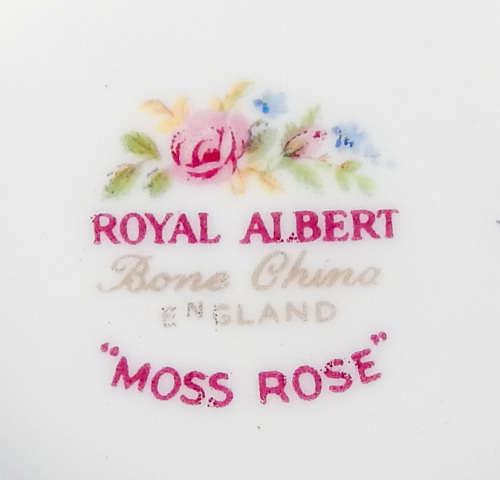 ROYAL ALBERT
Bone China
ENGLAND
"MOSS ROSE"